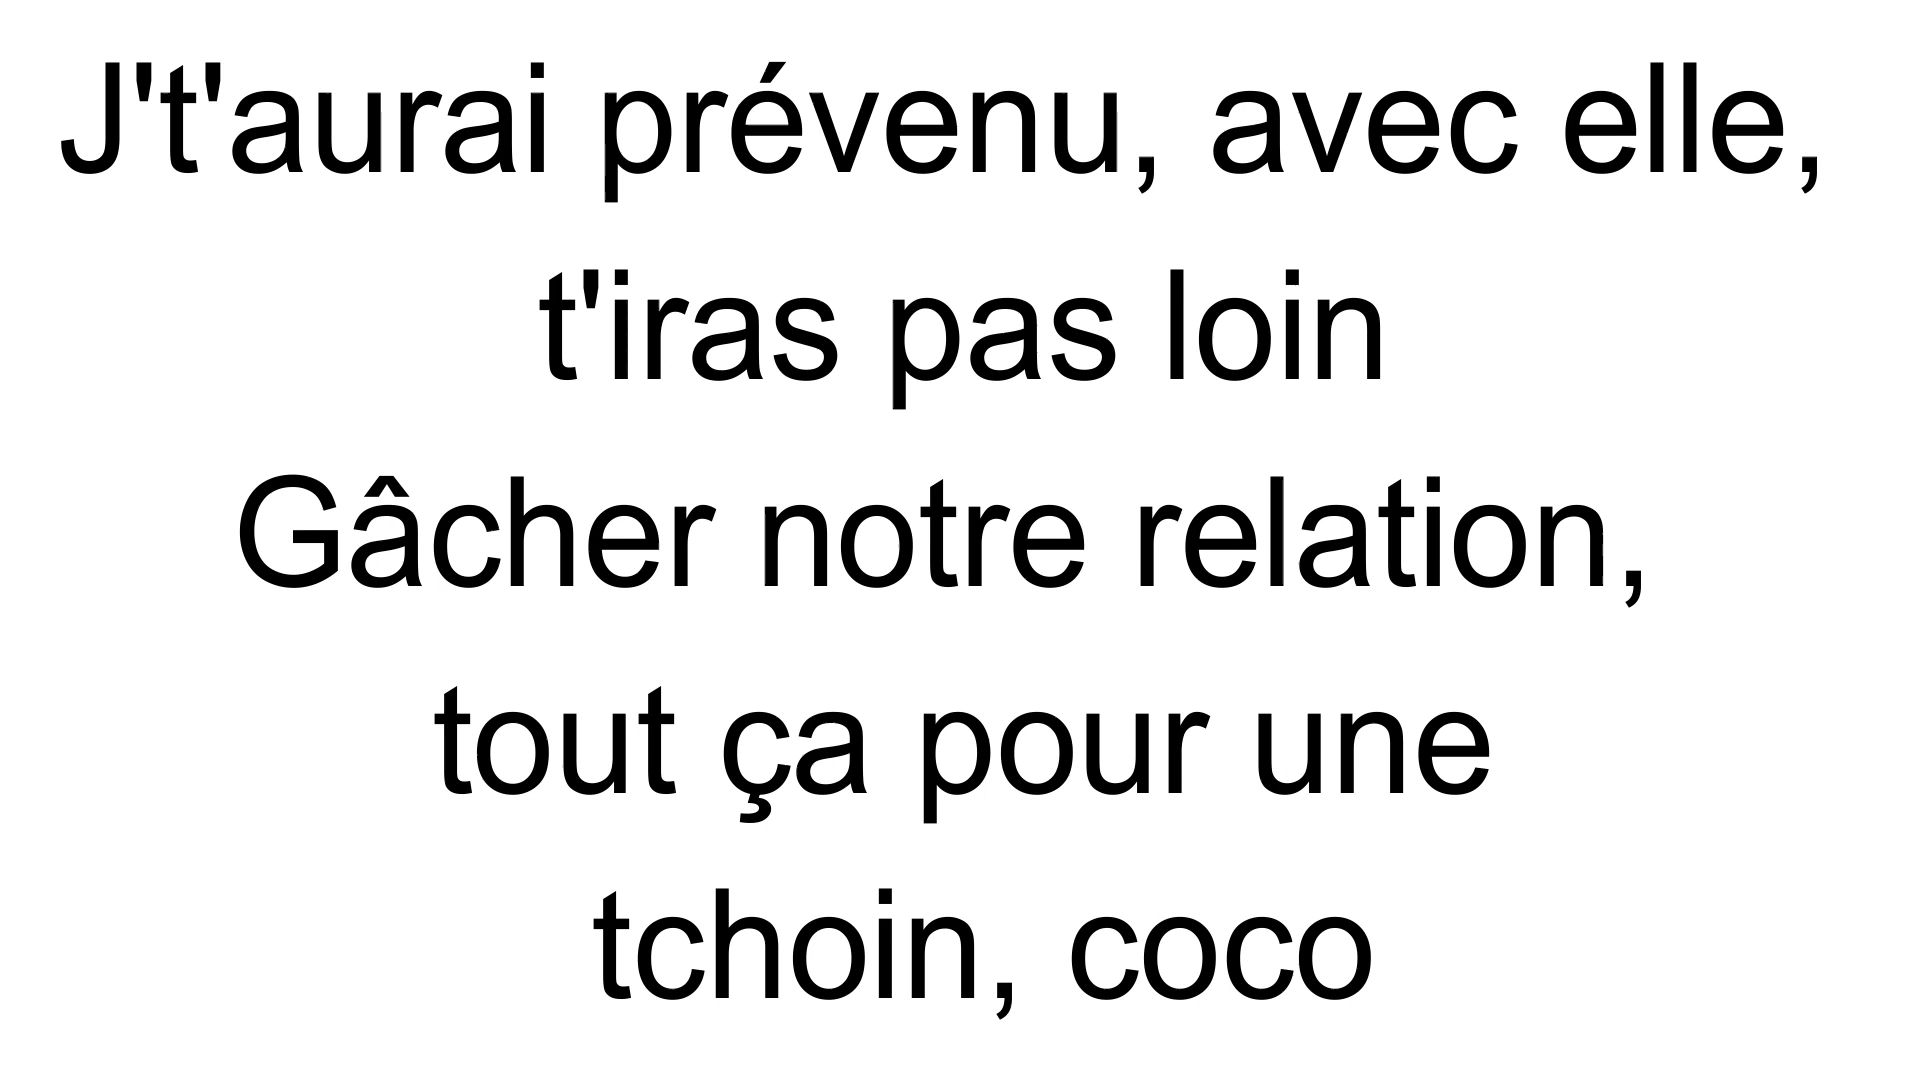 J't'aurai prévenu, avec elle,
t'iras pas loin
Gâcher notre relation,
tout ça pour une
tchoin, coco